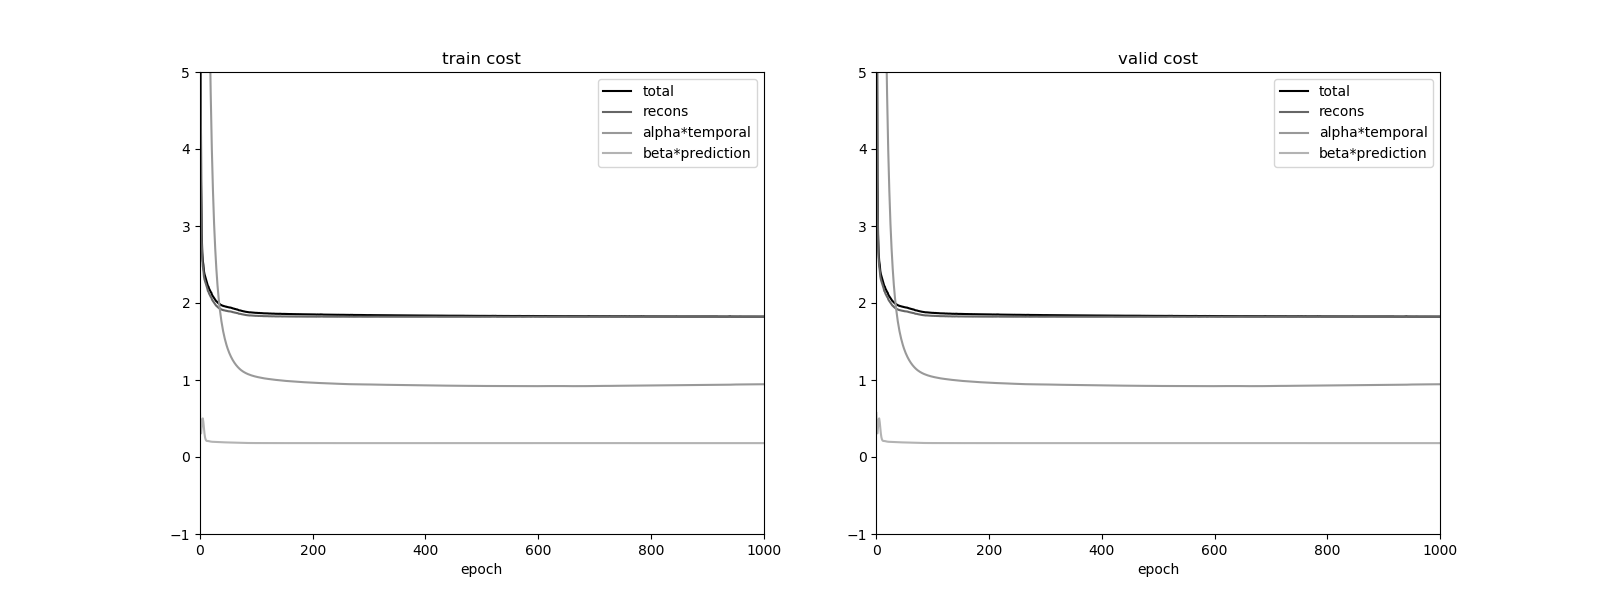 train cost
5
4
3
2
1
0
−1
0 200 400 600 800 1000
epoch
total
recons
alpha*temporal
beta*prediction
valid cost
5
4
3
2
1
0
−1
0 200 400 600 800 1000
epoch
total
recons
alpha*temporal
beta*prediction